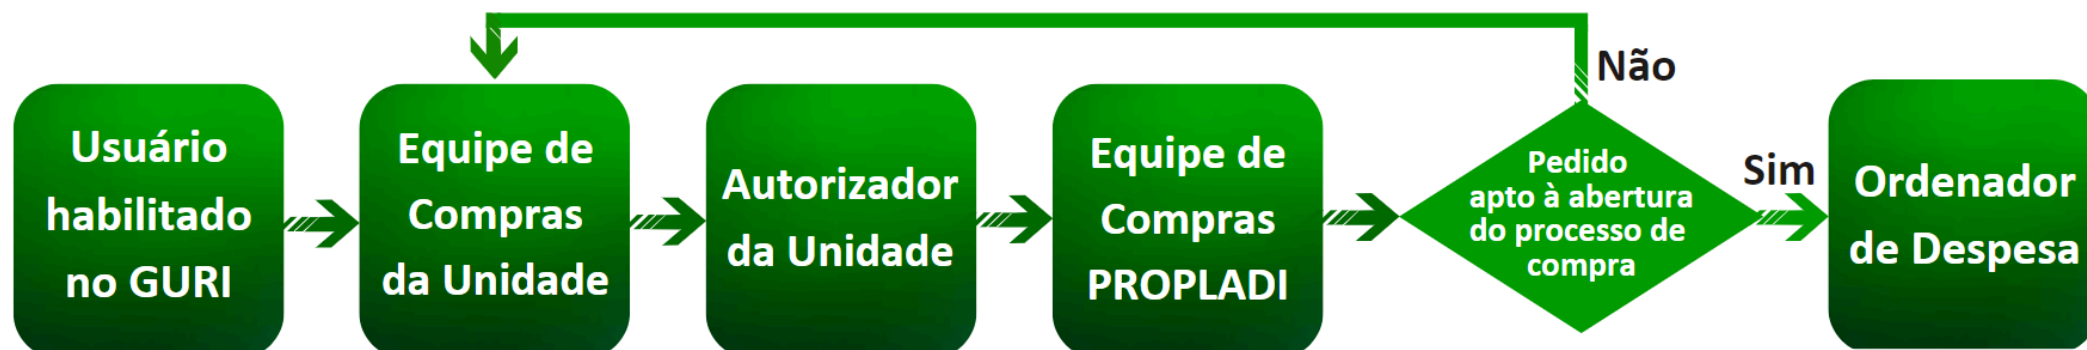 Usuário
habilitado
no GURI
Equipe de
Compras
da Unidade
Autorizador
da Unidade
Equipe de
Compras
PROPLADI
Pedido
apto à abertura
do processo de
compra
Não
Sim
Ordenador
de Despesa